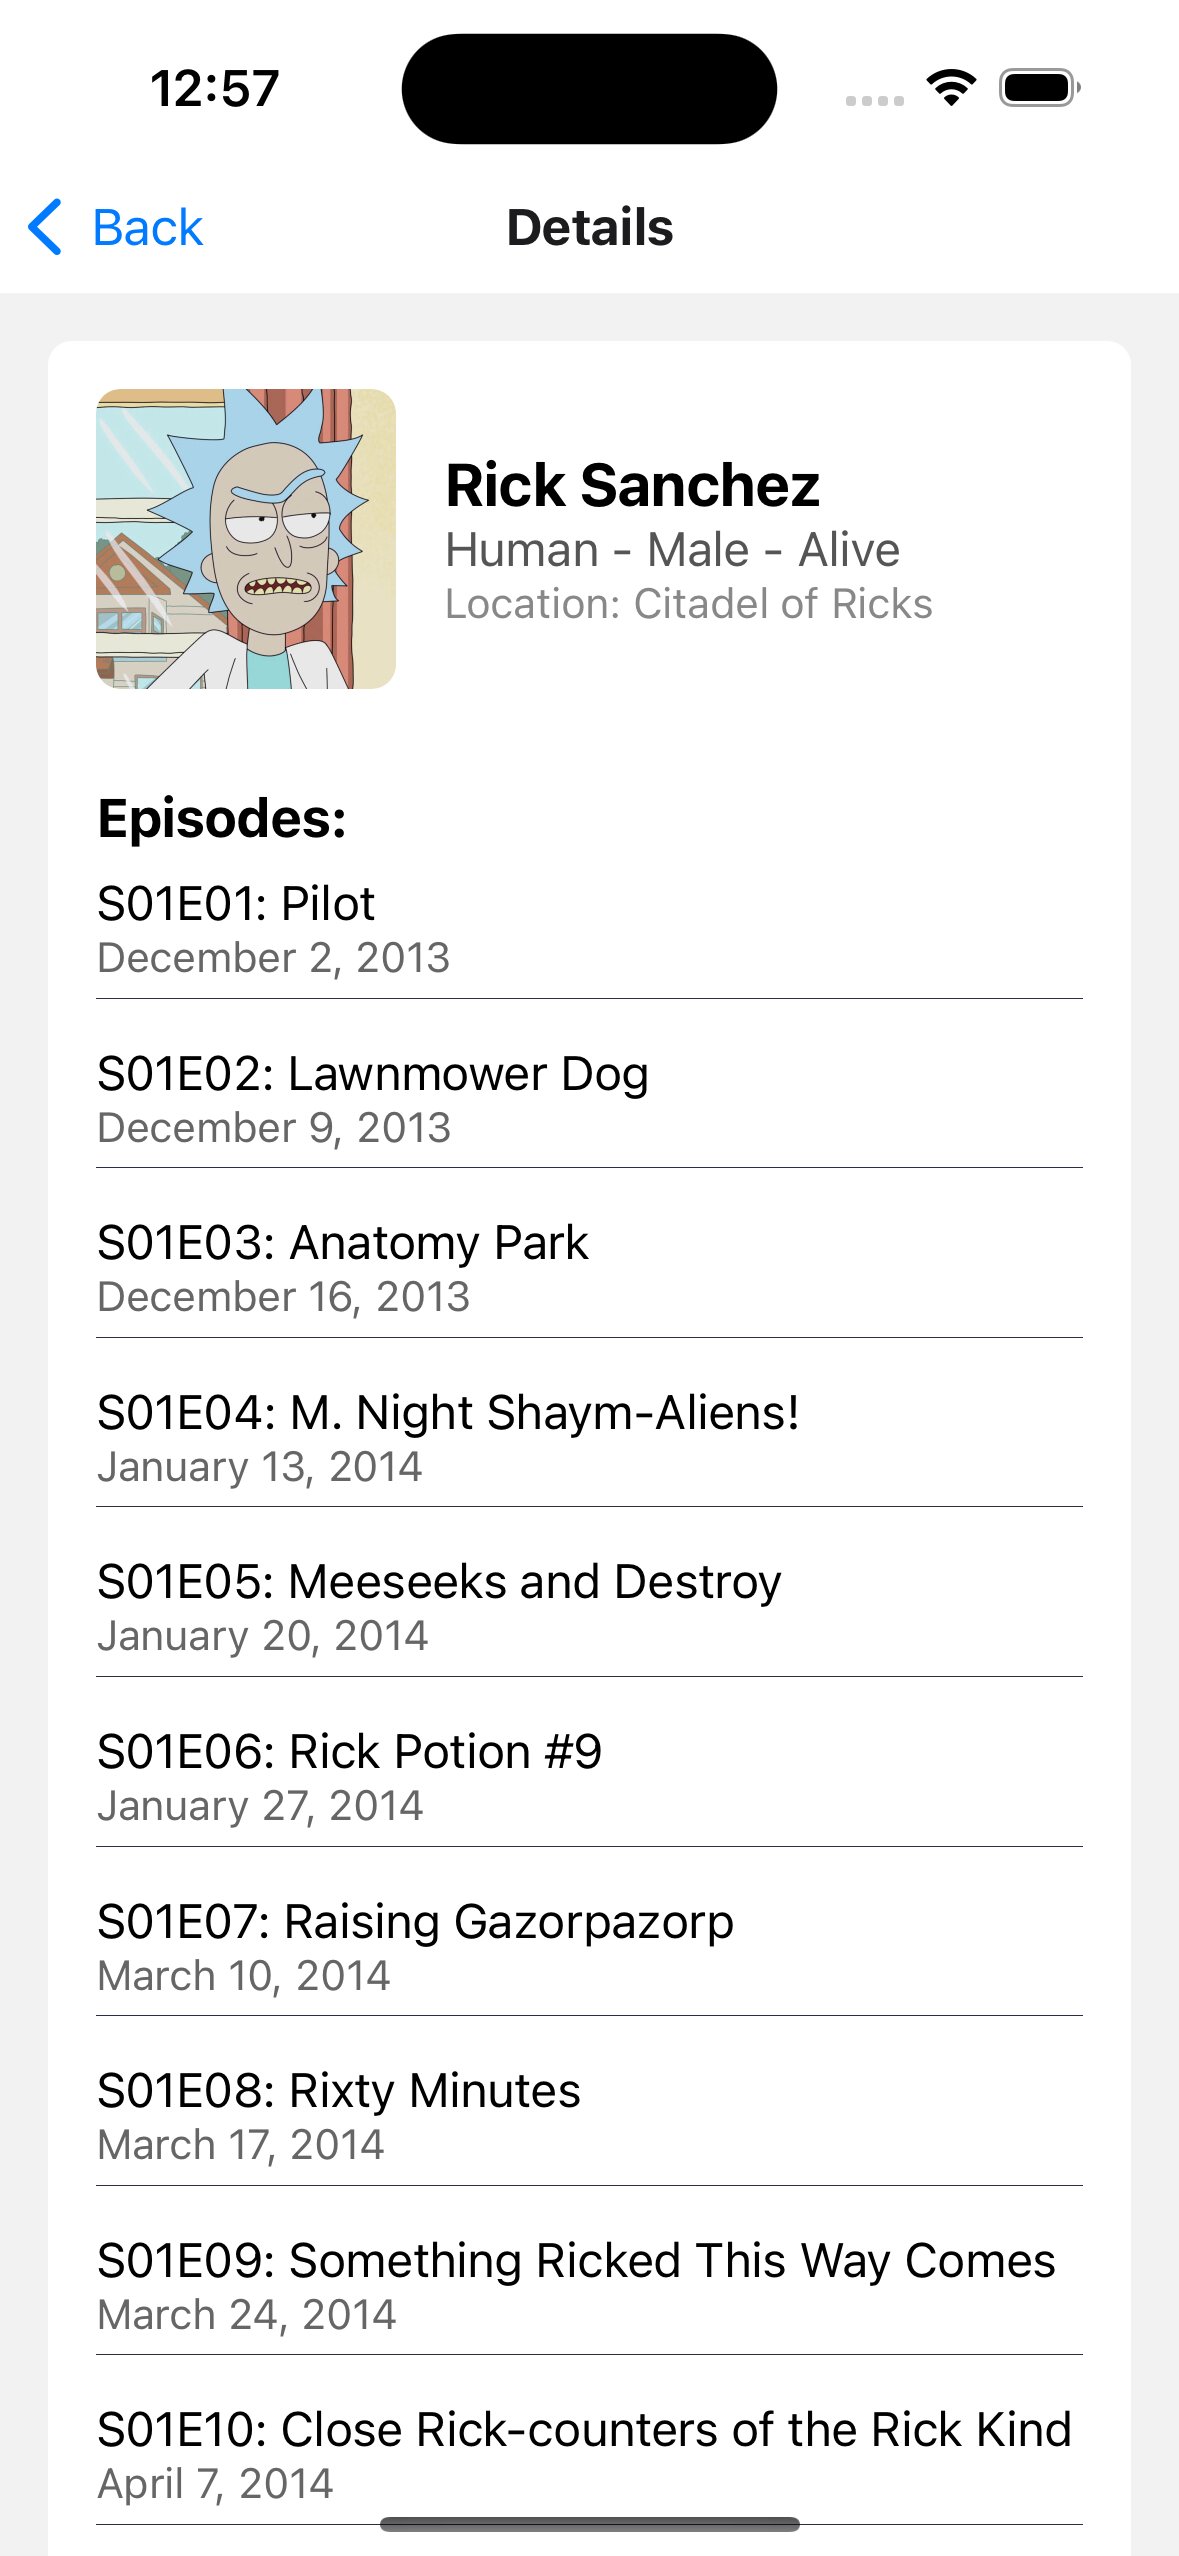 12:57
Back
Details
Rick Sanchez
Human - Male - Alive
Location: Citadel of Ricks
Episodes:
S01E01: Pilot
December 2, 2013
S01E02: Lawnmower Dog
December 9, 2013
S01E03: Anatomy Park
December 16, 2013
S01E04: M. Night Shaym-Aliens!
January 13, 2014
S01E05: Meeseeks and Destroy
January 20, 2014
S01E06: Rick Potion #9
January 27, 2014
S01E07: Raising Gazorpazorp
March 10, 2014
S01E08: Rixty Minutes
March 17, 2014
S01E09: Something Ricked This Way Comes
March 24, 2014
S01E10: Close Rick-counters of the Rick Kind
April 7, 2014